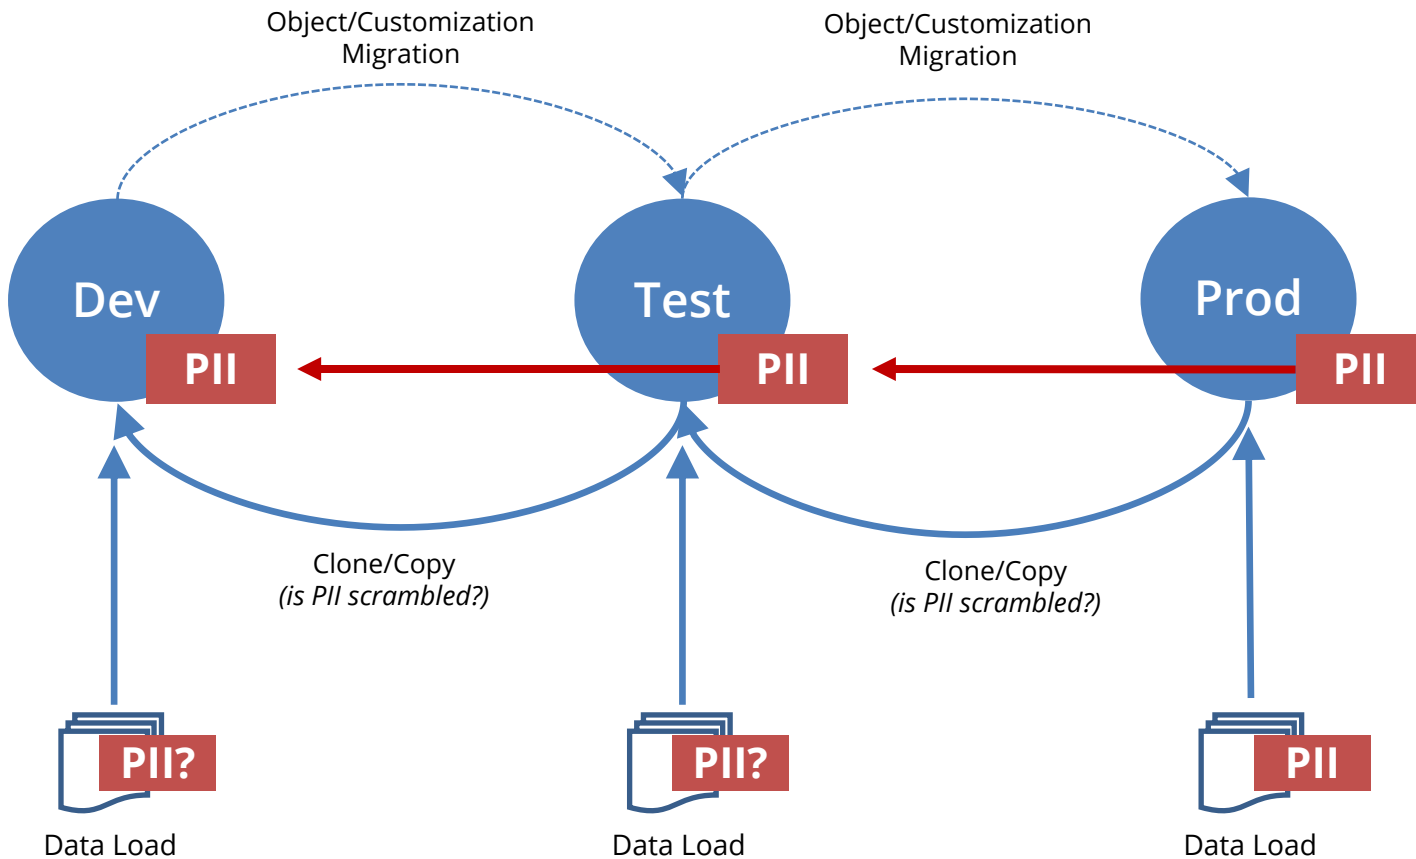 Object/Customization
Migration
Object/Customization
Migration
Dev
Test
Prod
PII
PII
PII
Clone/Copy
(is PII scrambled?)
Clone/Copy
(is PII scrambled?)
PII?
PII?
PII
Data Load
Data Load
Data Load